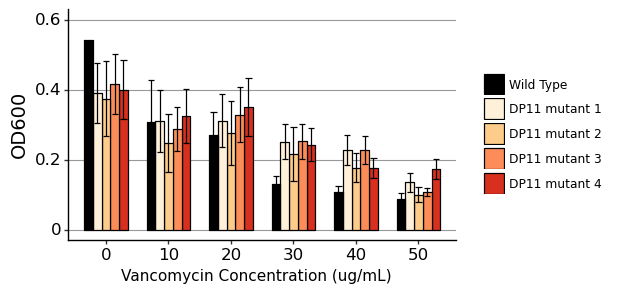 0.6
0.4
0.2
0
OD600
0 10 20 30 40 50
Vancomycin Concentration (ug/mL)
Wild Type
DP11 mutant 1
DP11 mutant 2
DP11 mutant 3
DP11 mutant 4